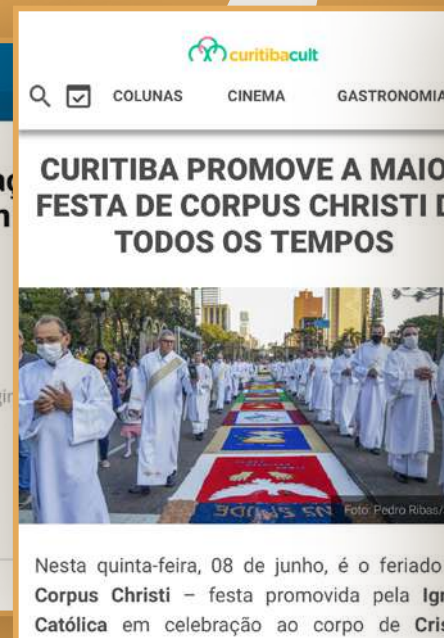 curitibacult
COLUNAS CINEMA GASTRONOMIA
CURITIBA PROMOVE A MAIO
FESTA DE CORPUS CHRISTI D
TODOS OS TEMPOS
Foto: Pedro Ribas/
Nesta quinta-feira, 08 de junho, é o feriado
Corpus Christi – festa promovida pela Igr
Católica em celebração ao corpo de Cris